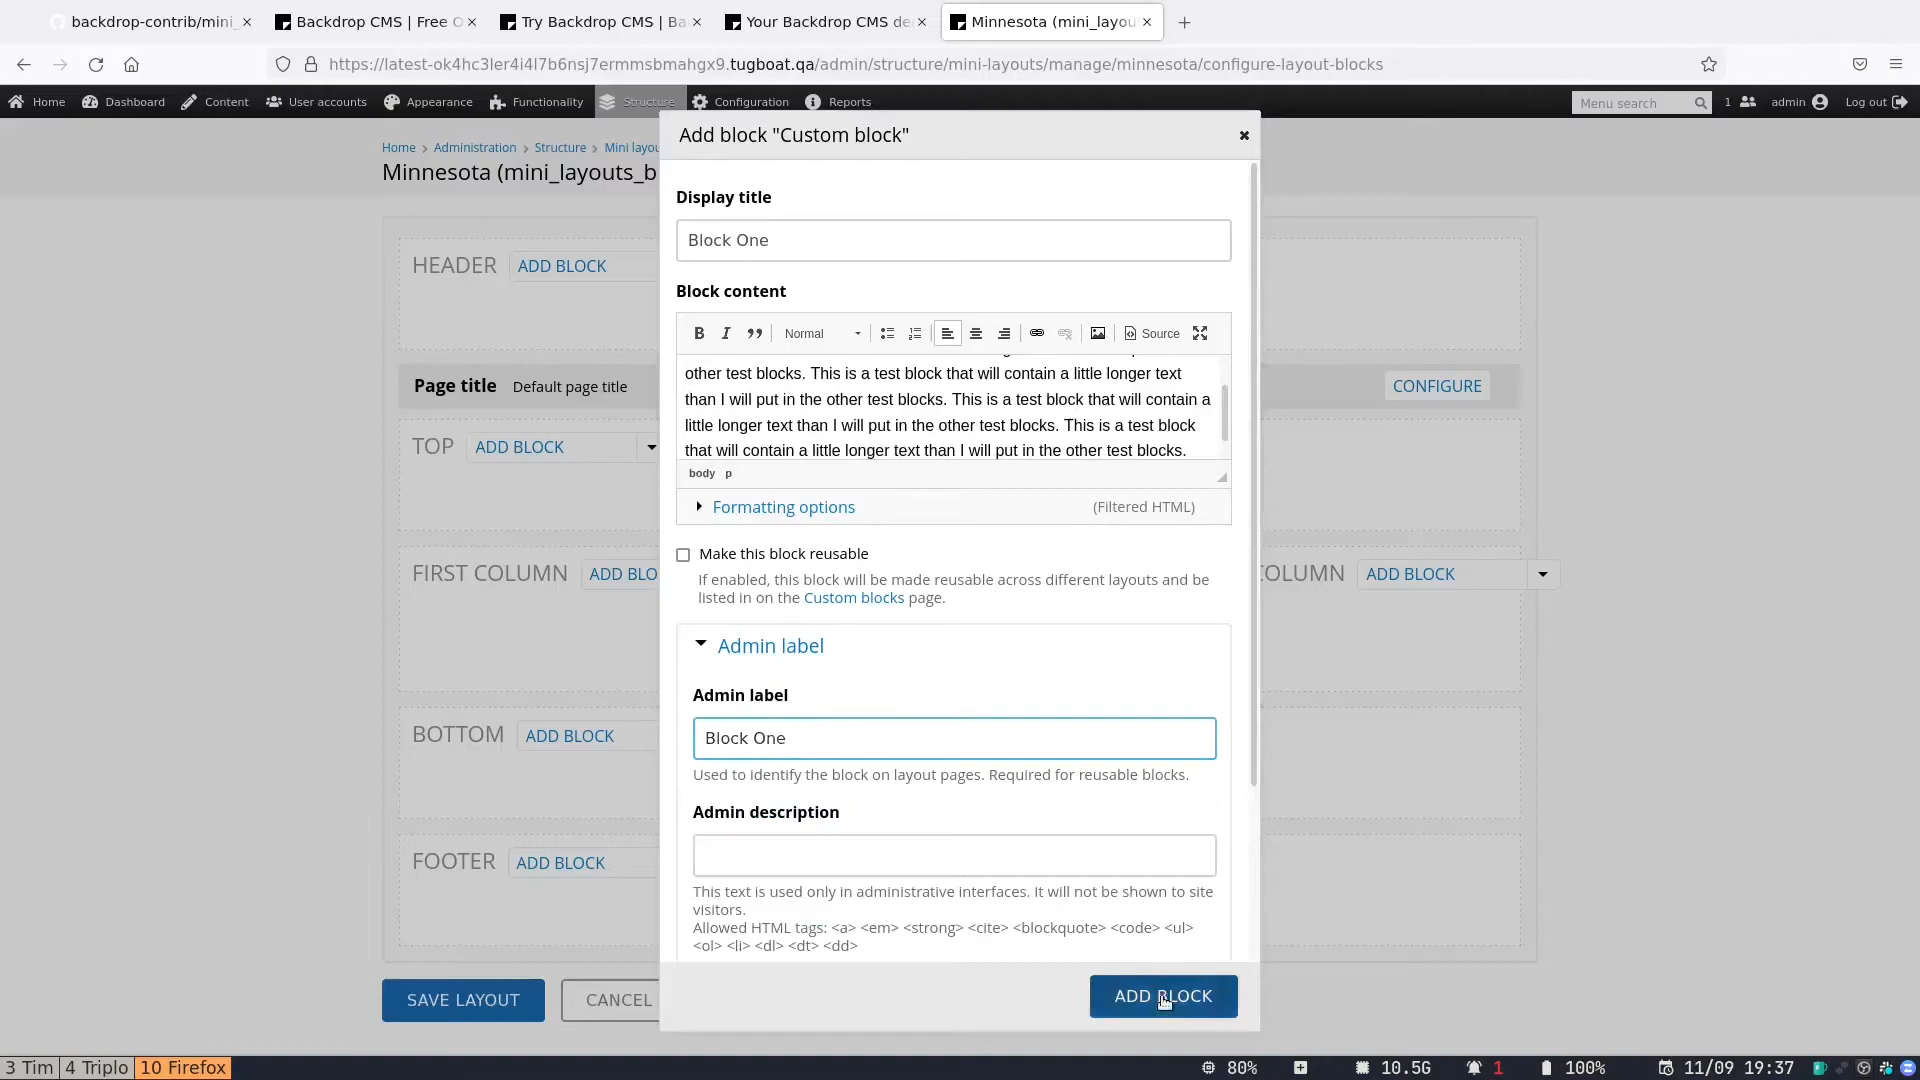 backdrop-contrib/mini_
Backdrop CMS | Free O
Try Backdrop CMS | Ba
Your Backdrop CMS de
Minnesota (mini_layou
https://latest-ok4hc3ler4i4l7b6nsj7ermmsbmahgx9.tugboat.qa/admin/structure/mini-layouts/manage/minnesota/configure-layout-blocks
Home Dashboard Content User accounts Appearance Functionality Structure Configuration Reports Menu search 1 admin Log out
Add block "Custom block"
Home › Administration › Structure › Mini layou
Minnesota (mini_layouts_b
Display title
Block One
HEADER ADD BLOCK
Block content
Normal Source
other test blocks. This is a test block that will contain a little longer text
than I will put in the other test blocks. This is a test block that will contain a
little longer text than I will put in the other test blocks. This is a test block
that will contain a little longer text than I will put in the other test blocks.
Page title Default page title CONFIGURE
TOP ADD BLOCK
body p
Formatting options (Filtered HTML)
Make this block reusable
If enabled, this block will be made reusable across different layouts and be
listed in on the Custom blocks page.
FIRST COLUMN ADD BLO
OLUMN ADD BLOCK
Admin label
Admin label
Block One
Used to identify the block on layout pages. Required for reusable blocks.
BOTTOM ADD BLOCK
Admin description
This text is used only in administrative interfaces. It will not be shown to site
visitors.
Allowed HTML tags: <a> <em> <strong> <cite> <blockquote> <code> <ul>
<ol> <li> <dl> <dt> <dd>
FOOTER ADD BLOCK
SAVE LAYOUT CANCEL
ADD BLOCK
3 Tim 4 Triplo 10 Firefox 80% 10.5G 1 100% 11/09 19:37